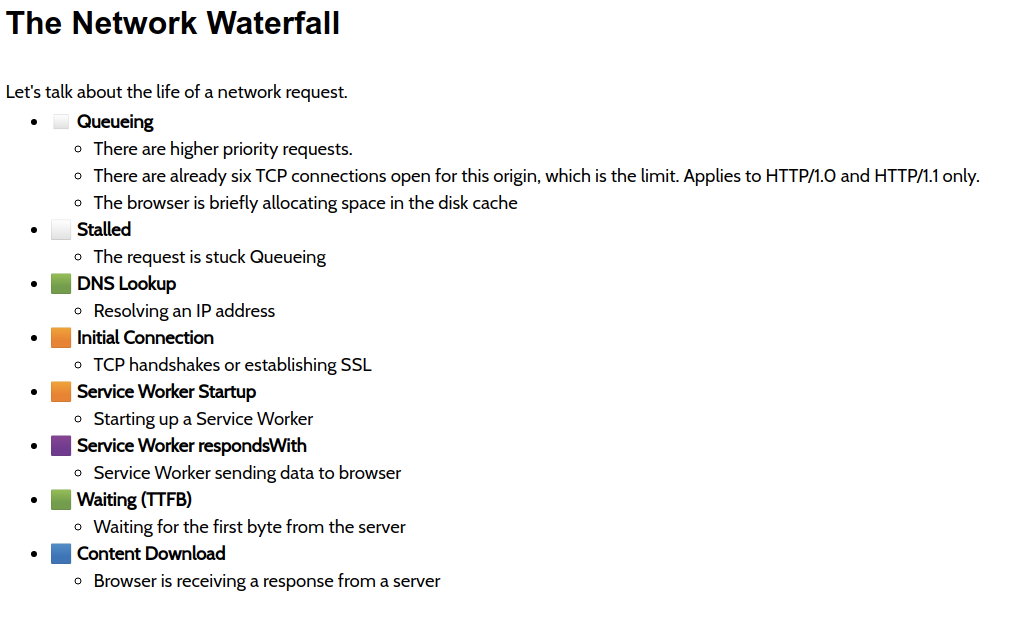 The Network Waterfall
Let's talk about the life of a network request.
Queueing
There are higher priority requests.
There are already six TCP connections open for this origin, which is the limit. Applies to HTTP/1.0 and HTTP/1.1 only.
The browser is briefly allocating space in the disk cache
Stalled
The request is stuck Queueing
DNS Lookup
Resolving an IP address
Initial Connection
TCP handshakes or establishing SSL
Service Worker Startup
Starting up a Service Worker
Service Worker respondsWith
Service Worker sending data to browser
Waiting (TTFB)
Waiting for the first byte from the server
Content Download
Browser is receiving a response from a server